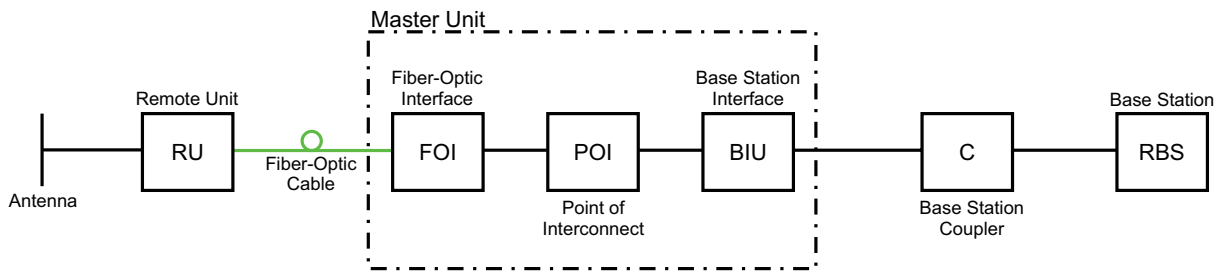 Master Unit
Fiber-Optic
Interface
Base Station
Interface
Remote Unit
Base Station
RU
FOI
POI
BIU
C
RBS
Fiber-Optic
Cable
Antenna
Point of
Interconnect
Base Station
Coupler